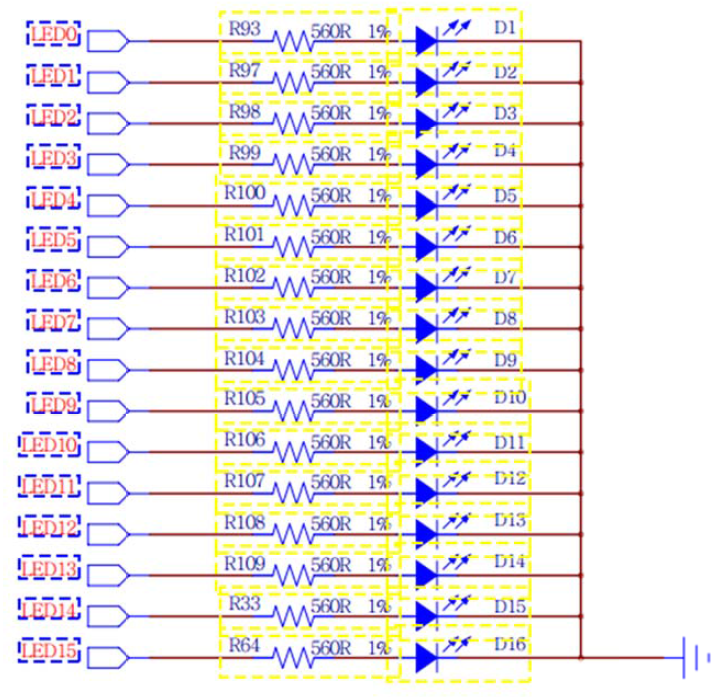 LED0 R93 560R 1% D1
LED1 R97 560R 1% D2
LED2 R98 560R 1% D3
LED3 R99 560R 1% D4
LED4 R100 560R 1% D5
LED5 R101 560R 1% D6
LED6 R102 560R 1% D7
LED7 R103 560R 1% D8
LED8 R104 560R 1% D9
LED9 R105 560R 1% D10
LED10 R106 560R 1% D11
LED11 R107 560R 1% D12
LED12 R108 560R 1% D13
LED13 R109 560R 1% D14
LED14 R33 560R 1% D15
LED15 R64 560R 1% D16